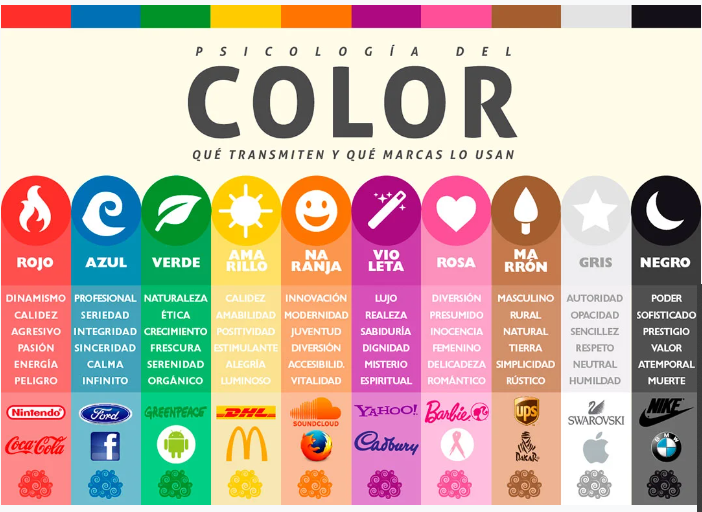 PSICOLOGÍA DEL
COLOR
QUÉ TRANSMITEN Y QUÉ MARCAS LO USAN
ROJO
DINAMISMO
CALIDEZ
AGRESIVO
PASIÓN
ENERGÍA
PELIGRO
Nintendo
Coca-Cola
AZUL
PROFESIONAL
SERIEDAD
INTEGRIDAD
SINCERIDAD
CALMA
INFINITO
Ford
f
VERDE
NATURALEZA
ÉTICA
CRECIMIENTO
FRESCURA
SERENIDAD
ORGÁNICO
GREENPEACE
AMA
RILLO
CALIDEZ
AMABILIDAD
POSITIVIDAD
ESTIMULANTE
ALEGRÍA
LUMINOSO
DHL
NA
RANJA
INNOVACIÓN
MODERNIDAD
JUVENTUD
DIVERSIÓN
ACCESIBILID.
VITALIDAD
SOUNDCLOUD
VIO
LETA
LUJO
REALEZA
SABIDURÍA
DIGNIDAD
MISTERIO
ESPIRITUAL
YAHOO!
Cadbury
ROSA
DIVERSIÓN
PRESUMIDO
INOCENCIA
FEMENINO
DELICADEZA
ROMÁNTICO
Barbie
MA
RRÓN
MASCULINO
RURAL
NATURAL
TIERRA
SIMPLICIDAD
RÚSTICO
ups
DAKAR
GRIS
AUTORIDAD
OPACIDAD
SENCILLEZ
RESPETO
NEUTRAL
HUMILDAD
SWAROVSKI
NEGRO
PODER
SOFISTICADO
PRESTIGIO
VALOR
ATEMPORAL
MUERTE
NIKE
BMW